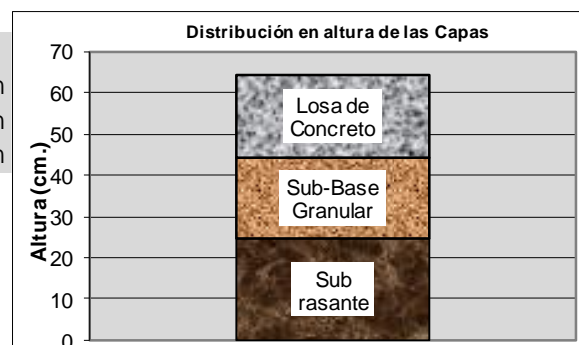 Distribución en altura de las Capas
70
60
50
40
30
20
10
0
Altura (cm.)
Losa de
Concreto
Sub-Base
Granular
Sub
rasante